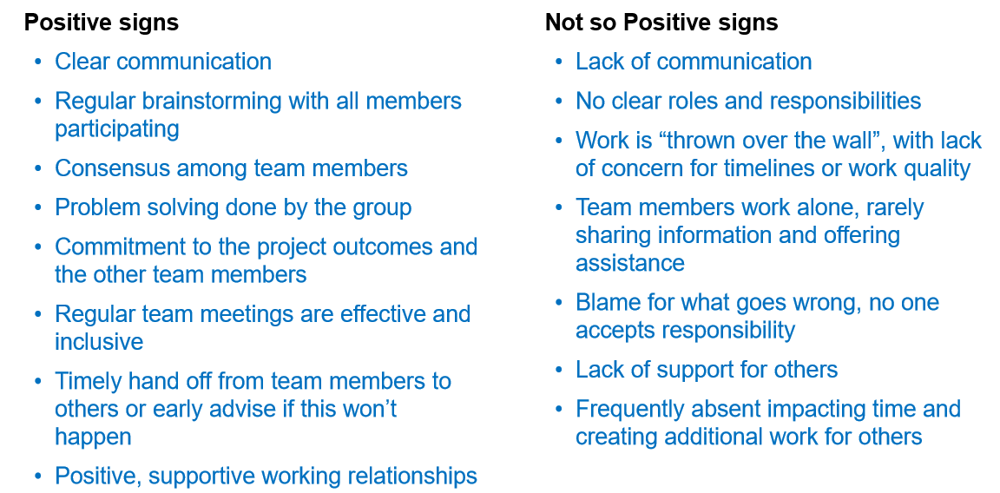 Positive signs
• Clear communication
• Regular brainstorming with all members
participating
• Consensus among team members
• Problem solving done by the group
• Commitment to the project outcomes and
the other team members
• Regular team meetings are effective and
inclusive
• Timely hand off from team members to
others or early advise if this won’t
happen
• Positive, supportive working relationships
Not so Positive signs
• Lack of communication
• No clear roles and responsibilities
• Work is “thrown over the wall”, with lack
of concern for timelines or work quality
• Team members work alone, rarely
sharing information and offering
assistance
• Blame for what goes wrong, no one
accepts responsibility
• Lack of support for others
• Frequently absent impacting time and
creating additional work for others